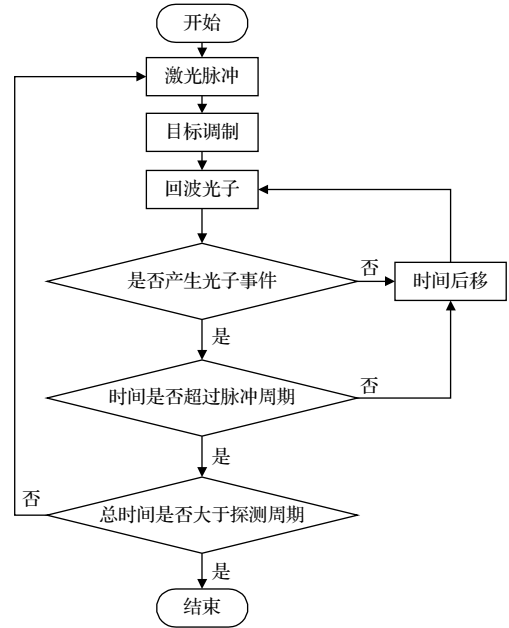 开始
激光脉冲
目标调制
回波光子
是否产生光子事件
否
时间后移
是
时间是否超过脉冲周期
否
是
总时间是否大于探测周期
否
是
结束